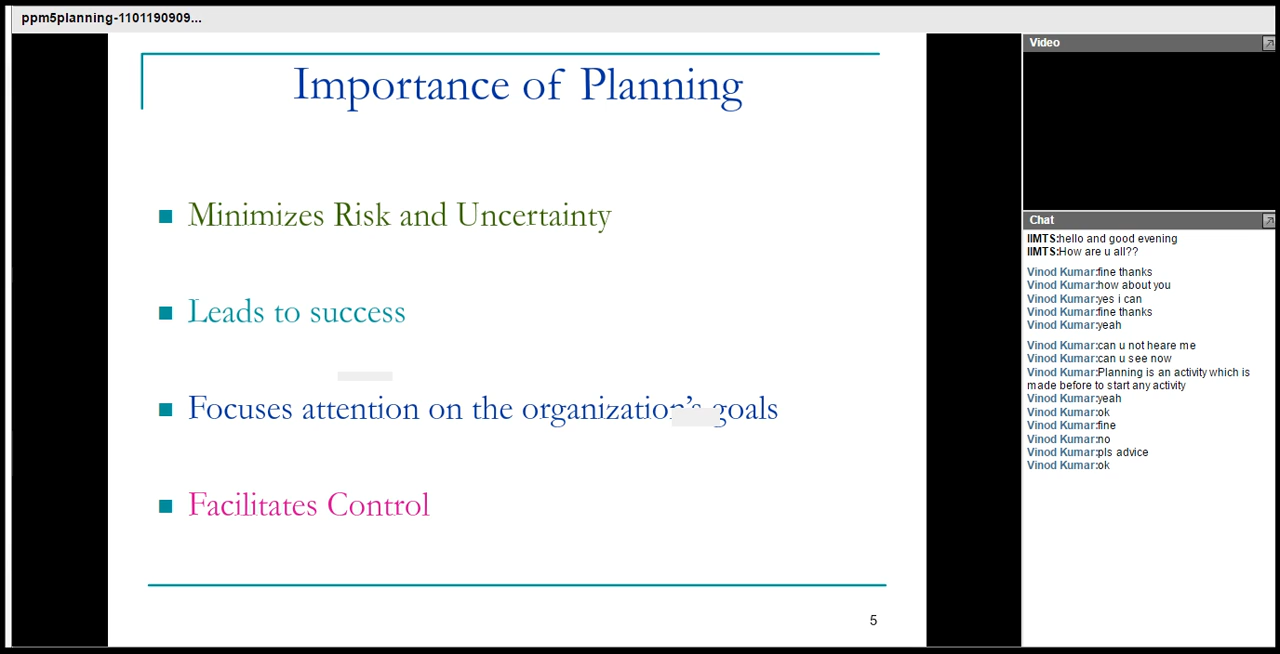 ppm5planning-1101190909...
Importance of Planning
Minimizes Risk and Uncertainty
Leads to success
Focuses attention on the organization's goals
Facilitates Control
5
Video
Chat
IIMTS:hello and good evening
IIMTS:How are u all??
Vinod Kumar:fine thanks
Vinod Kumar:how about you
Vinod Kumar:yes i can
Vinod Kumar:fine thanks
Vinod Kumar:yeah
Vinod Kumar:can u not heare me
Vinod Kumar:can u see now
Vinod Kumar:Planning is an activity which is
made before to start any activity
Vinod Kumar:yeah
Vinod Kumar:ok
Vinod Kumar:fine
Vinod Kumar:no
Vinod Kumar:pls advice
Vinod Kumar:ok